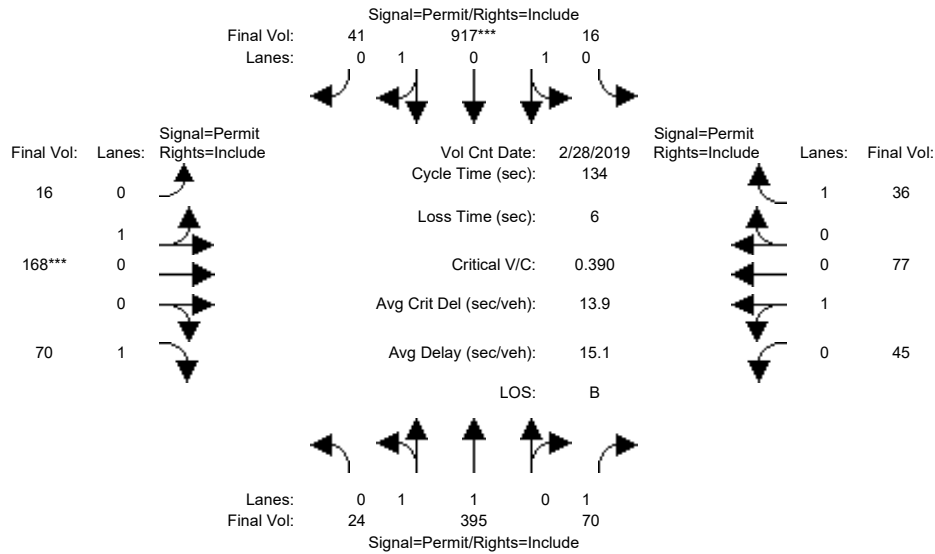 Signal=Permit/Rights=Include
Final Vol: 41 917*** 16
Lanes: 0 1 0 1 0
Signal=Permit Signal=Permit
Final Vol: Lanes: Rights=Include Vol Cnt Date: 2/28/2019 Rights=Include Lanes: Final Vol:
Cycle Time (sec): 134
16 0 1 36
Loss Time (sec): 6
1 0
168*** 0 Critical V/C: 0.390 0 77
0 Avg Crit Del (sec/veh): 13.9 1
70 1 Avg Delay (sec/veh): 15.1 0 45
LOS: B
Lanes: 0 1 1 0 1
Final Vol: 24 395 70
Signal=Permit/Rights=Include